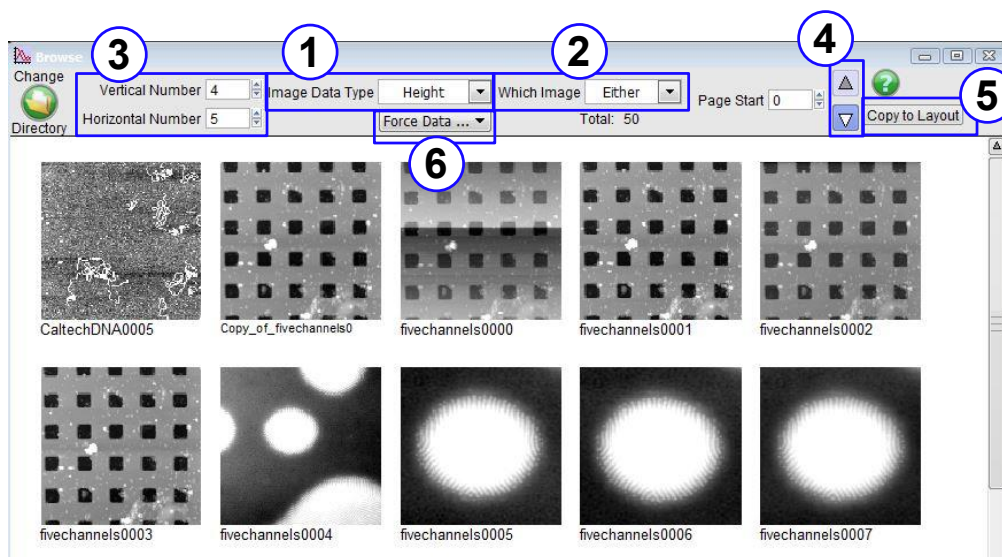 Browse
3
1
2
4
5
6
Change
Directory
Vertical Number 4
Horizontal Number 5
Image Data Type Height
Force Data ...
Which Image Either
Total: 50
Page Start 0
?
Copy to Layout
CaltechDNA0005
Copy_of_fivechannels0
fivechannels0000
fivechannels0001
fivechannels0002
fivechannels0003
fivechannels0004
fivechannels0005
fivechannels0006
fivechannels0007